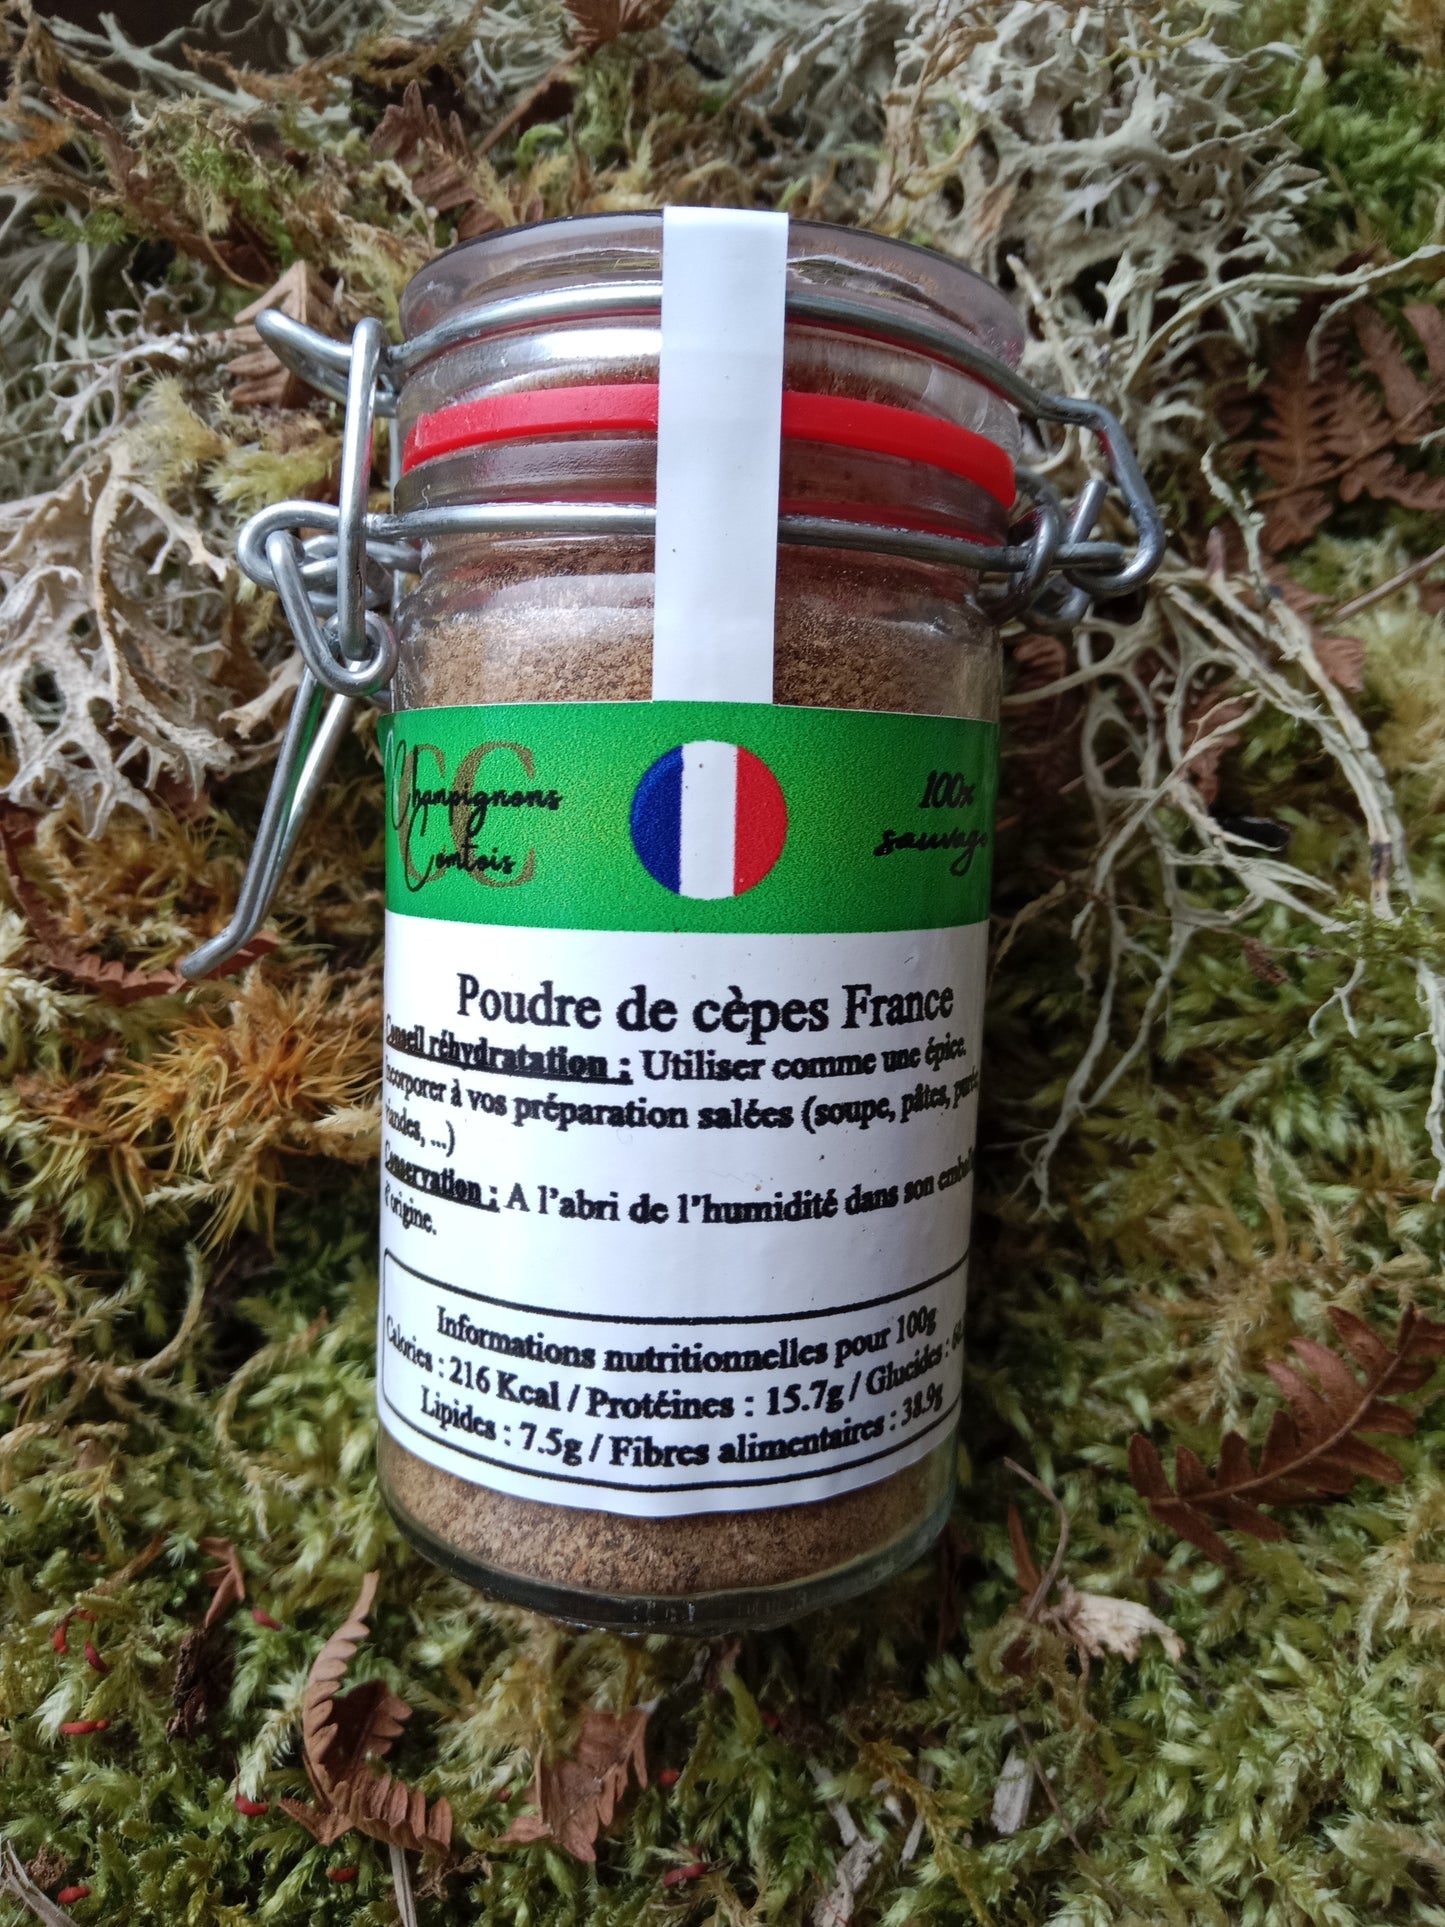 CC
Champignons
Comtois
100%
sauvage
Poudre de cèpes France
Conseil réhydratation : Utiliser comme une épice.
incorporer à vos préparation salées (soupe, pâtes,
viandes, ...)
Conservation : A l'abri de l'humidité dans son
origine.
Informations nutritionnelles pour 100g
Calories : 216 Kcal / Protéines : 15.7g / Glucides :
Lipides : 7.5g / Fibres alimentaires : 38.9g